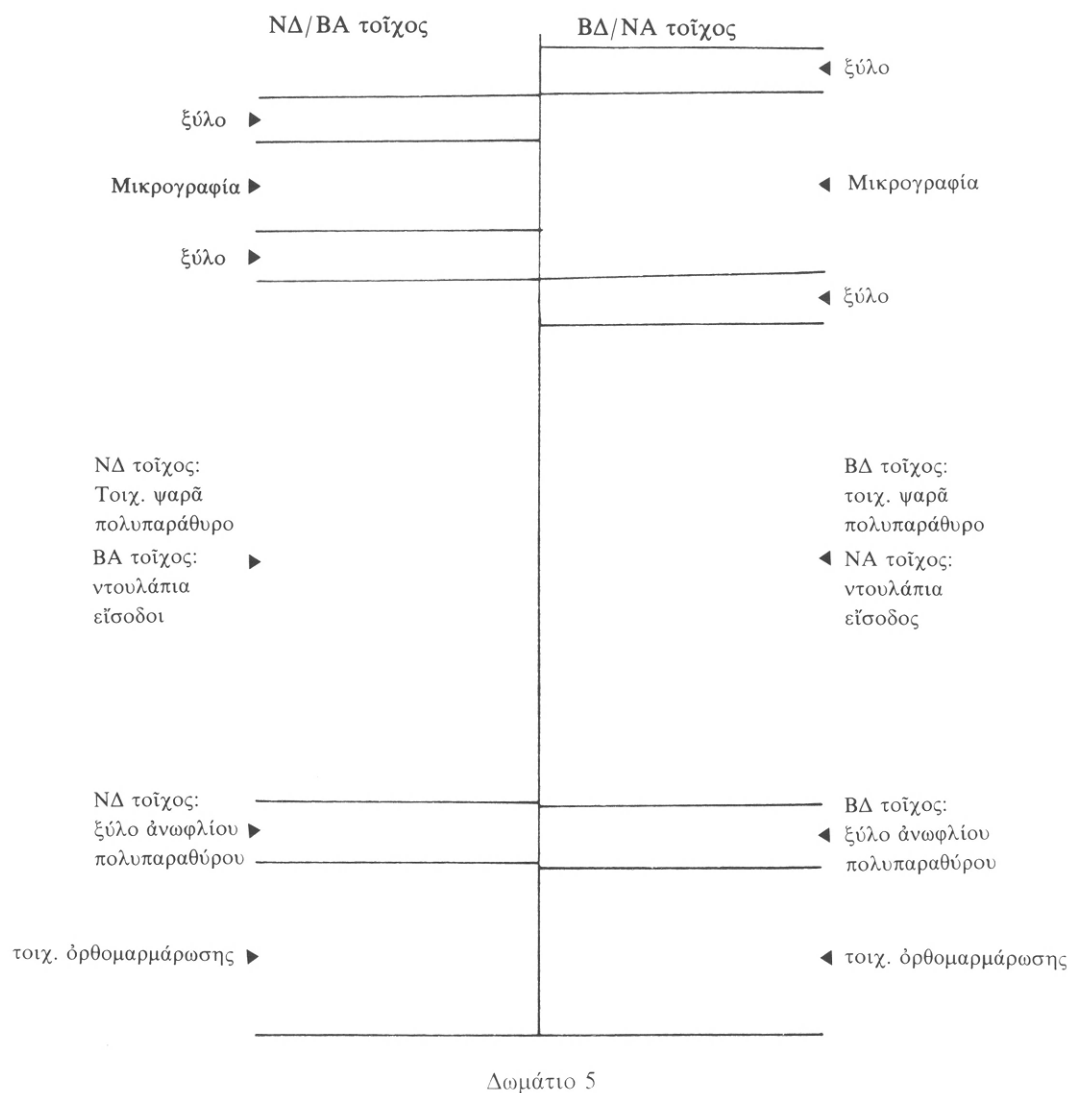 ΝΔ/ΒΑ τοῖχος
ΒΔ/ΝΑ τοῖχος
ξύλο
ξύλο
Μικρογραφία
Μικρογραφία
ξύλο
ξύλο
ΝΔ τοῖχος:
Τοιχ. ψαρᾶ
πολυπαράθυρο
ΒΑ τοῖχος:
ντουλάπια
εἴσοδοι
ΒΔ τοῖχος:
τοιχ. ψαρᾶ
πολυπαράθυρο
ΝΑ τοῖχος:
ντουλάπια
εἴσοδος
ΝΔ τοῖχος:
ξύλο ἀνωφλίου
πολυπαραθύρου
ΒΔ τοῖχος:
ξύλο ἀνωφλίου
πολυπαραθύρου
τοιχ. ὀρθομαρμάρωσης
τοιχ. ὀρθομαρμάρωσης
Δωμάτιο 5